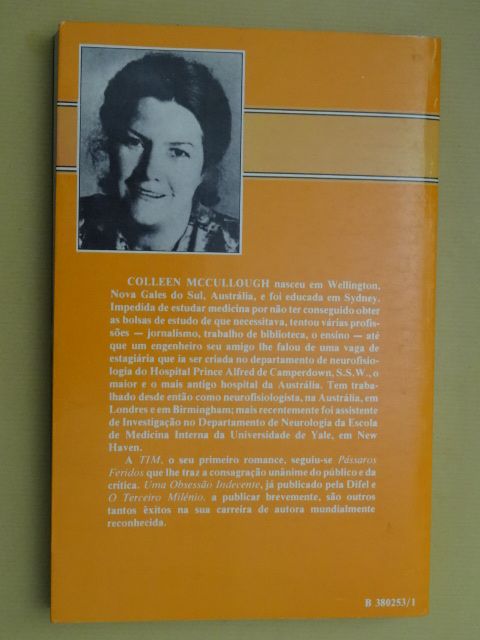 COLLEEN MCCULLOUGH nasceu em Wellington,
Nova Gales do Sul, Austrália, e foi educada em Sydney.
Impedida de estudar medicina por não ter conseguido obter
as bolsas de estudo de que necessitava, tentou várias profis-
sões — jornalismo, trabalho de biblioteca, o ensino — até
que um engenheiro seu amigo lhe falou de uma vaga de
estagiária que ia ser criada no departamento de neurofisio-
logia do Hospital Prince Alfred de Camperdown, S.S.W., o
maior e o mais antigo hospital da Austrália. Tem traba-
lhado desde então como neurofisiologista, na Austrália, em
Londres e em Birmingham; mais recentemente foi assistente
de Investigação no Departamento de Neurologia da Escola
de Medicina Interna da Universidade de Yale, em New
Haven.
A TIM, o seu primeiro romance, seguiu-se Pássaros
Feridos que lhe traz a consagração unânime do público e da
crítica. Uma Obsessão Indecente, já publicado pela Difel e
O Terceiro Milénio, a publicar brevemente, são outros
tantos êxitos na sua carreira de autora mundialmente
reconhecida.
B 380253/1